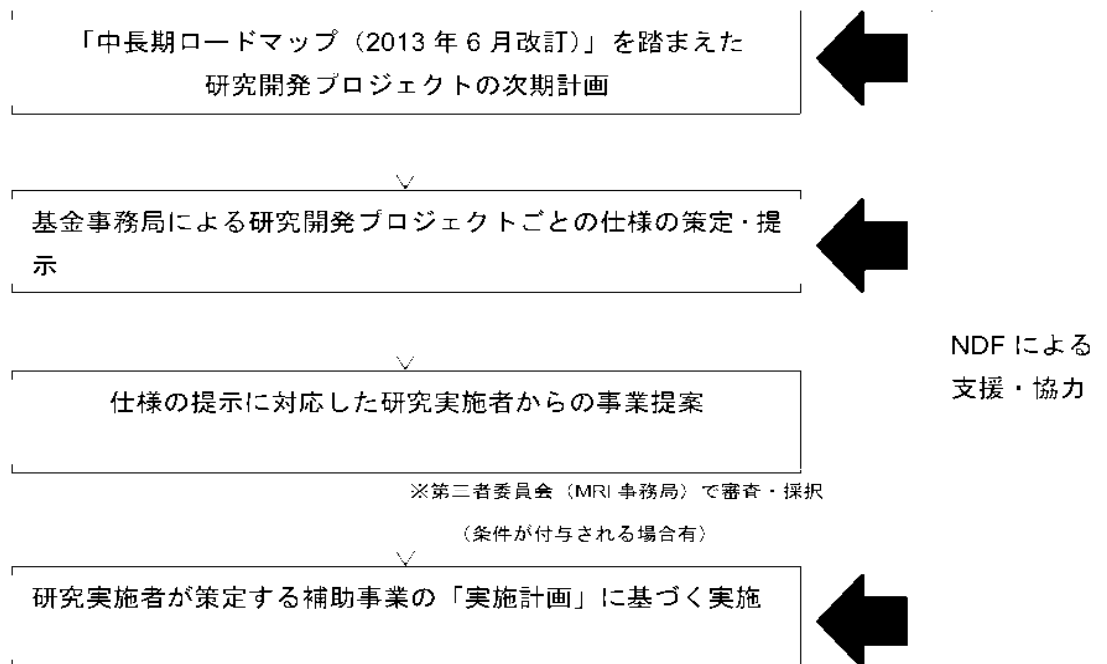 「中長期ロードマップ（2013 年 6 月改訂）」を踏まえた
研究開発プロジェクトの次期計画
基金事務局による研究開発プロジェクトごとの仕様の策定・提
示
NDF による
支援・協力
仕様の提示に対応した研究実施者からの事業提案
※第三者委員会（MRI 事務局）で審査・採択
（条件が付与される場合有）
研究実施者が策定する補助事業の「実施計画」に基づく実施